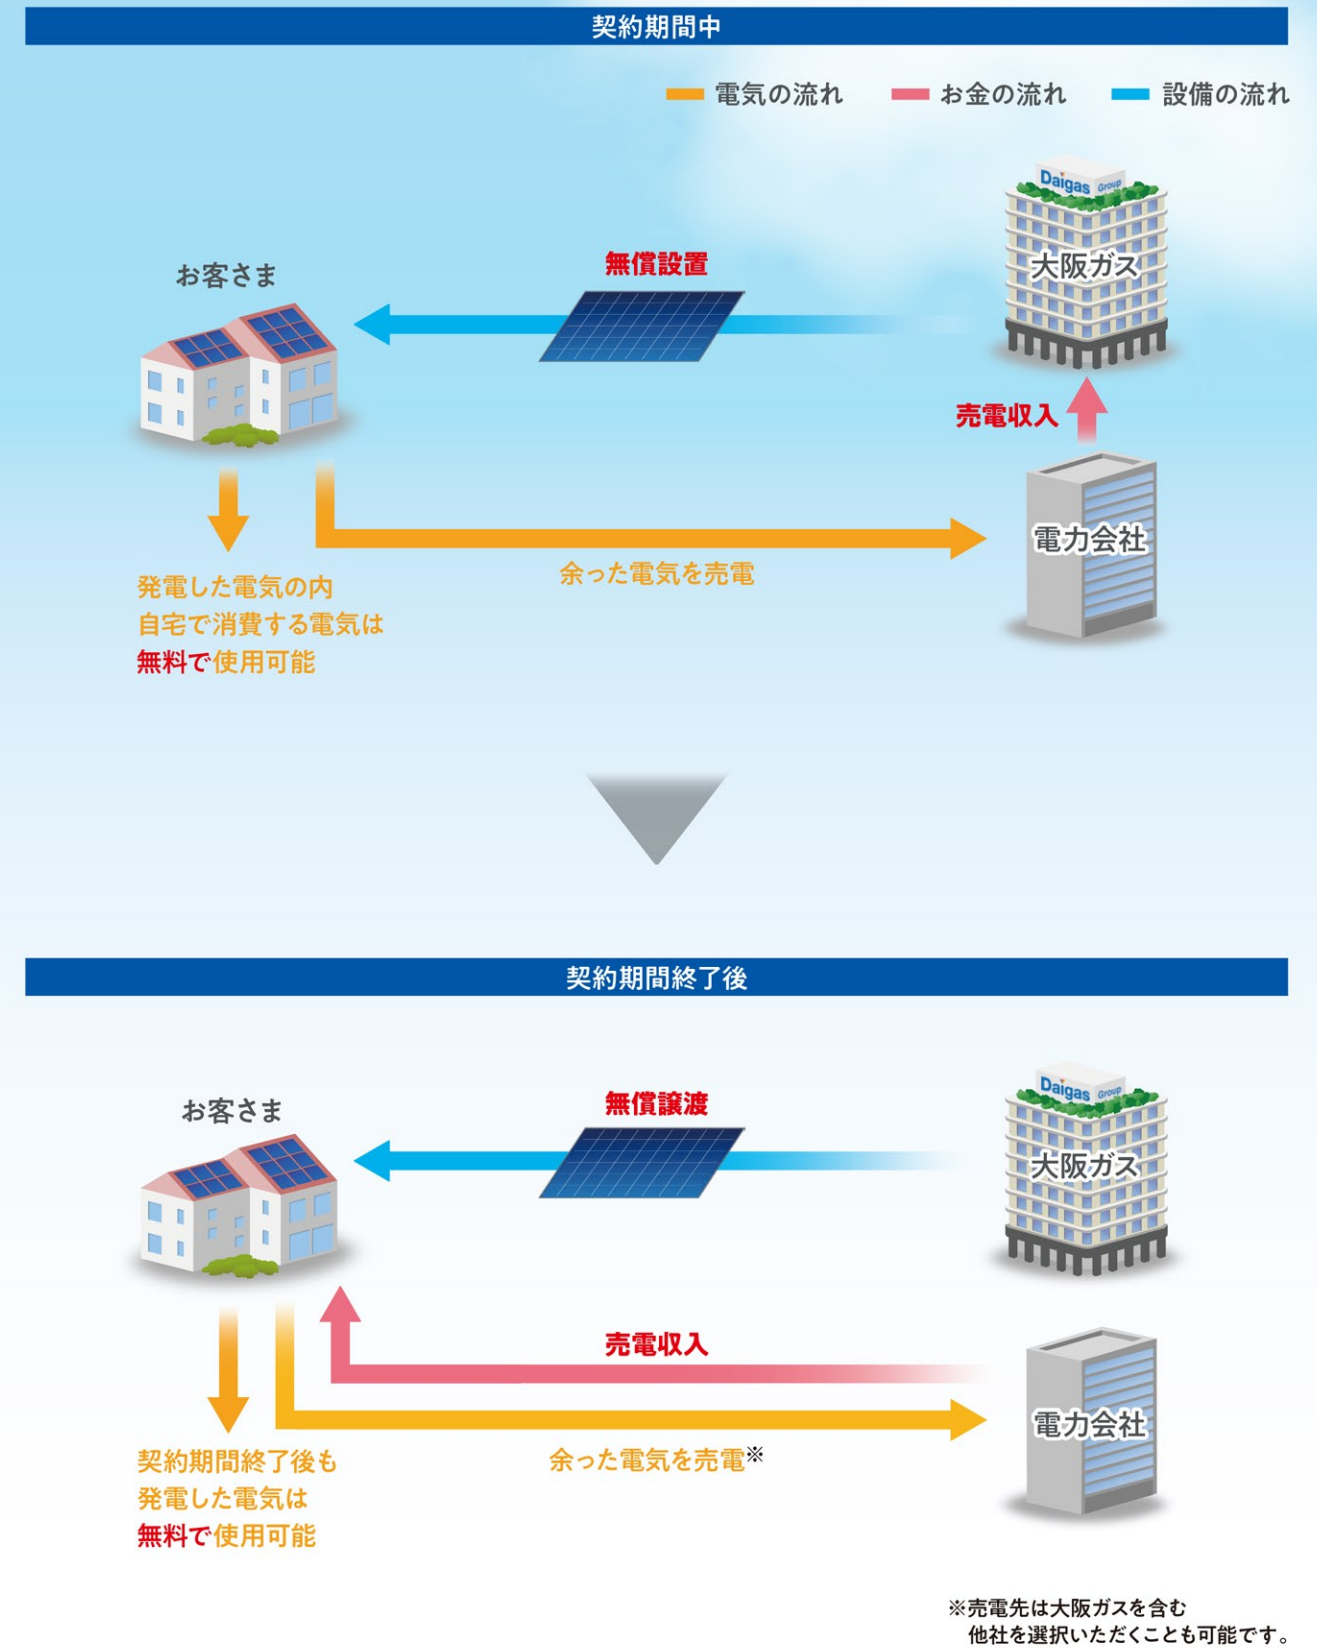 契約期間中
電気の流れ
お金の流れ
設備の流れ
Daigas Group
大阪ガス
無償設置
お客さま
売電収入
電力会社
余った電気を売電
発電した電気の内
自宅で消費する電気は
無料で使用可能
契約期間終了後
Daigas Group
大阪ガス
無償譲渡
お客さま
売電収入
電力会社
余った電気を売電※
契約期間終了後も
発電した電気は
無料で使用可能
※売電先は大阪ガスを含む
他社を選択いただくことも可能です。